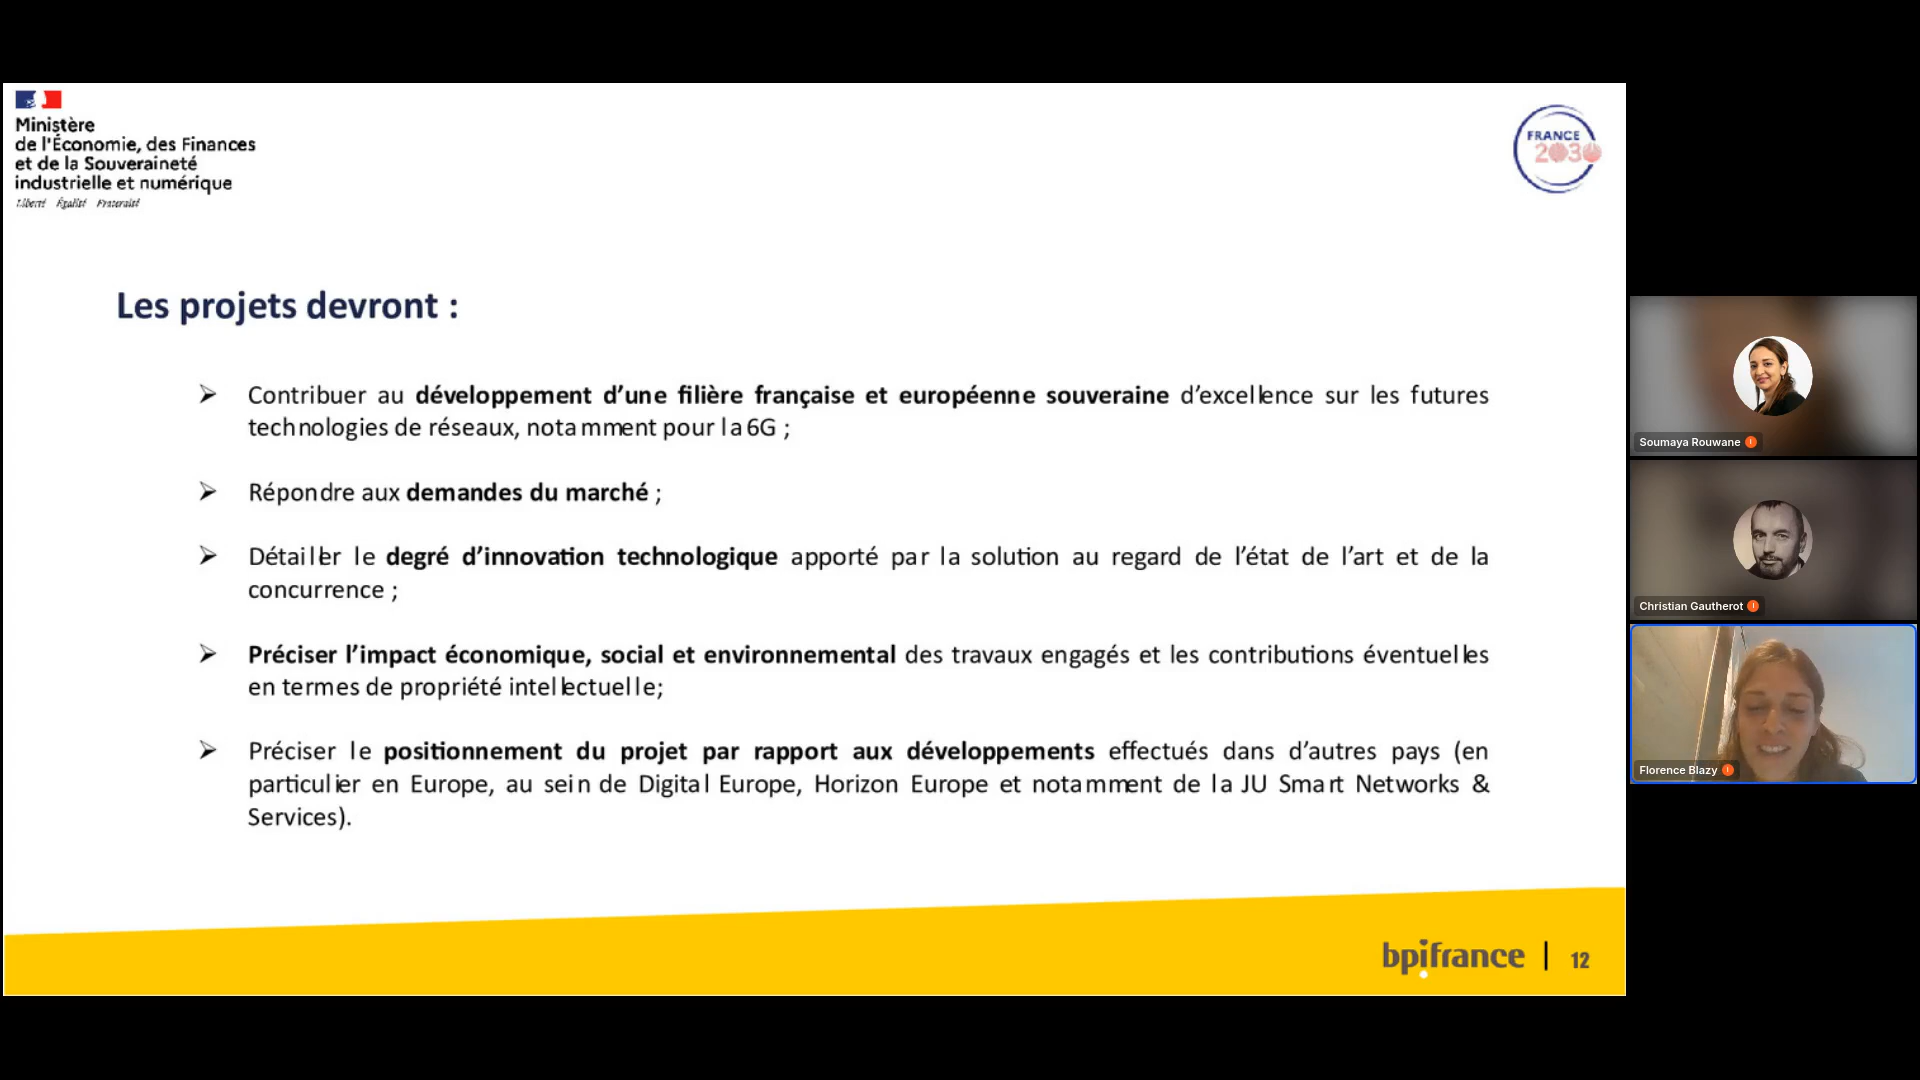 Ministère
de l'Économie, des Finances
et de la Souveraineté
industrielle et numérique
Liberté Égalité Fraternité
FRANCE
2030
Les projets devront :
➢ Contribuer au développement d’une filière française et européenne souveraine d’excellence sur les futures
technologies de réseaux, notamment pour la 6G ;
➢ Répondre aux demandes du marché ;
➢ Détailler le degré d’innovation technologique apporté par la solution au regard de l’état de l’art et de la
concurrence ;
➢ Préciser l’impact économique, social et environnemental des travaux engagés et les contributions éventuelles
en termes de propriété intellectuelle;
➢ Préciser le positionnement du projet par rapport aux développements effectués dans d’autres pays (en
particulier en Europe, au sein de Digital Europe, Horizon Europe et notamment de la JU Smart Networks &
Services).
bpifrance | 12
Soumaya Rouwane
Christian Gautherot
Florence Blazy